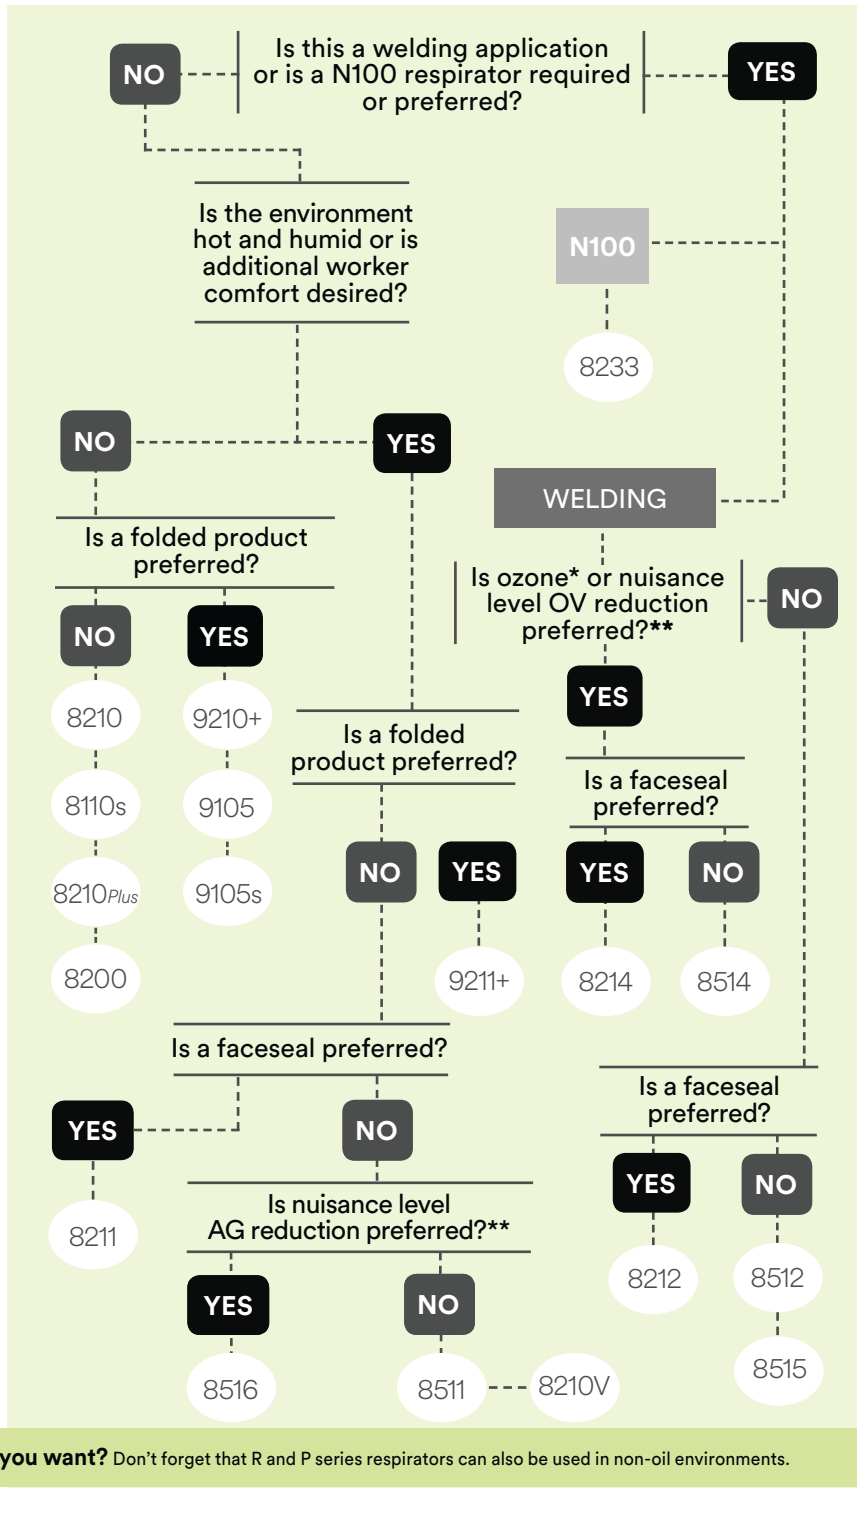 Is this a welding application
or is a N100 respirator required
or preferred?
NO
YES
Is the environment
hot and humid or is
additional worker
comfort desired?
N100
8233
NO
YES
WELDING
Is a folded product
preferred?
NO
YES
8210
8110s
8210Plus
8200
9210+
9105
9105s
Is a folded
product preferred?
NO
YES
9211+
Is a faceseal preferred?
YES
8211
NO
Is nuisance level
AG reduction preferred?**
YES
8516
NO
8511
8210V
Is ozone* or nuisance
level OV reduction
preferred?**
NO
YES
Is a faceseal
preferred?
YES
NO
8214
8514
Is a faceseal
preferred?
YES
NO
8212
8512
8515
you want? Don't forget that R and P series respirators can also be used in non-oil environments.